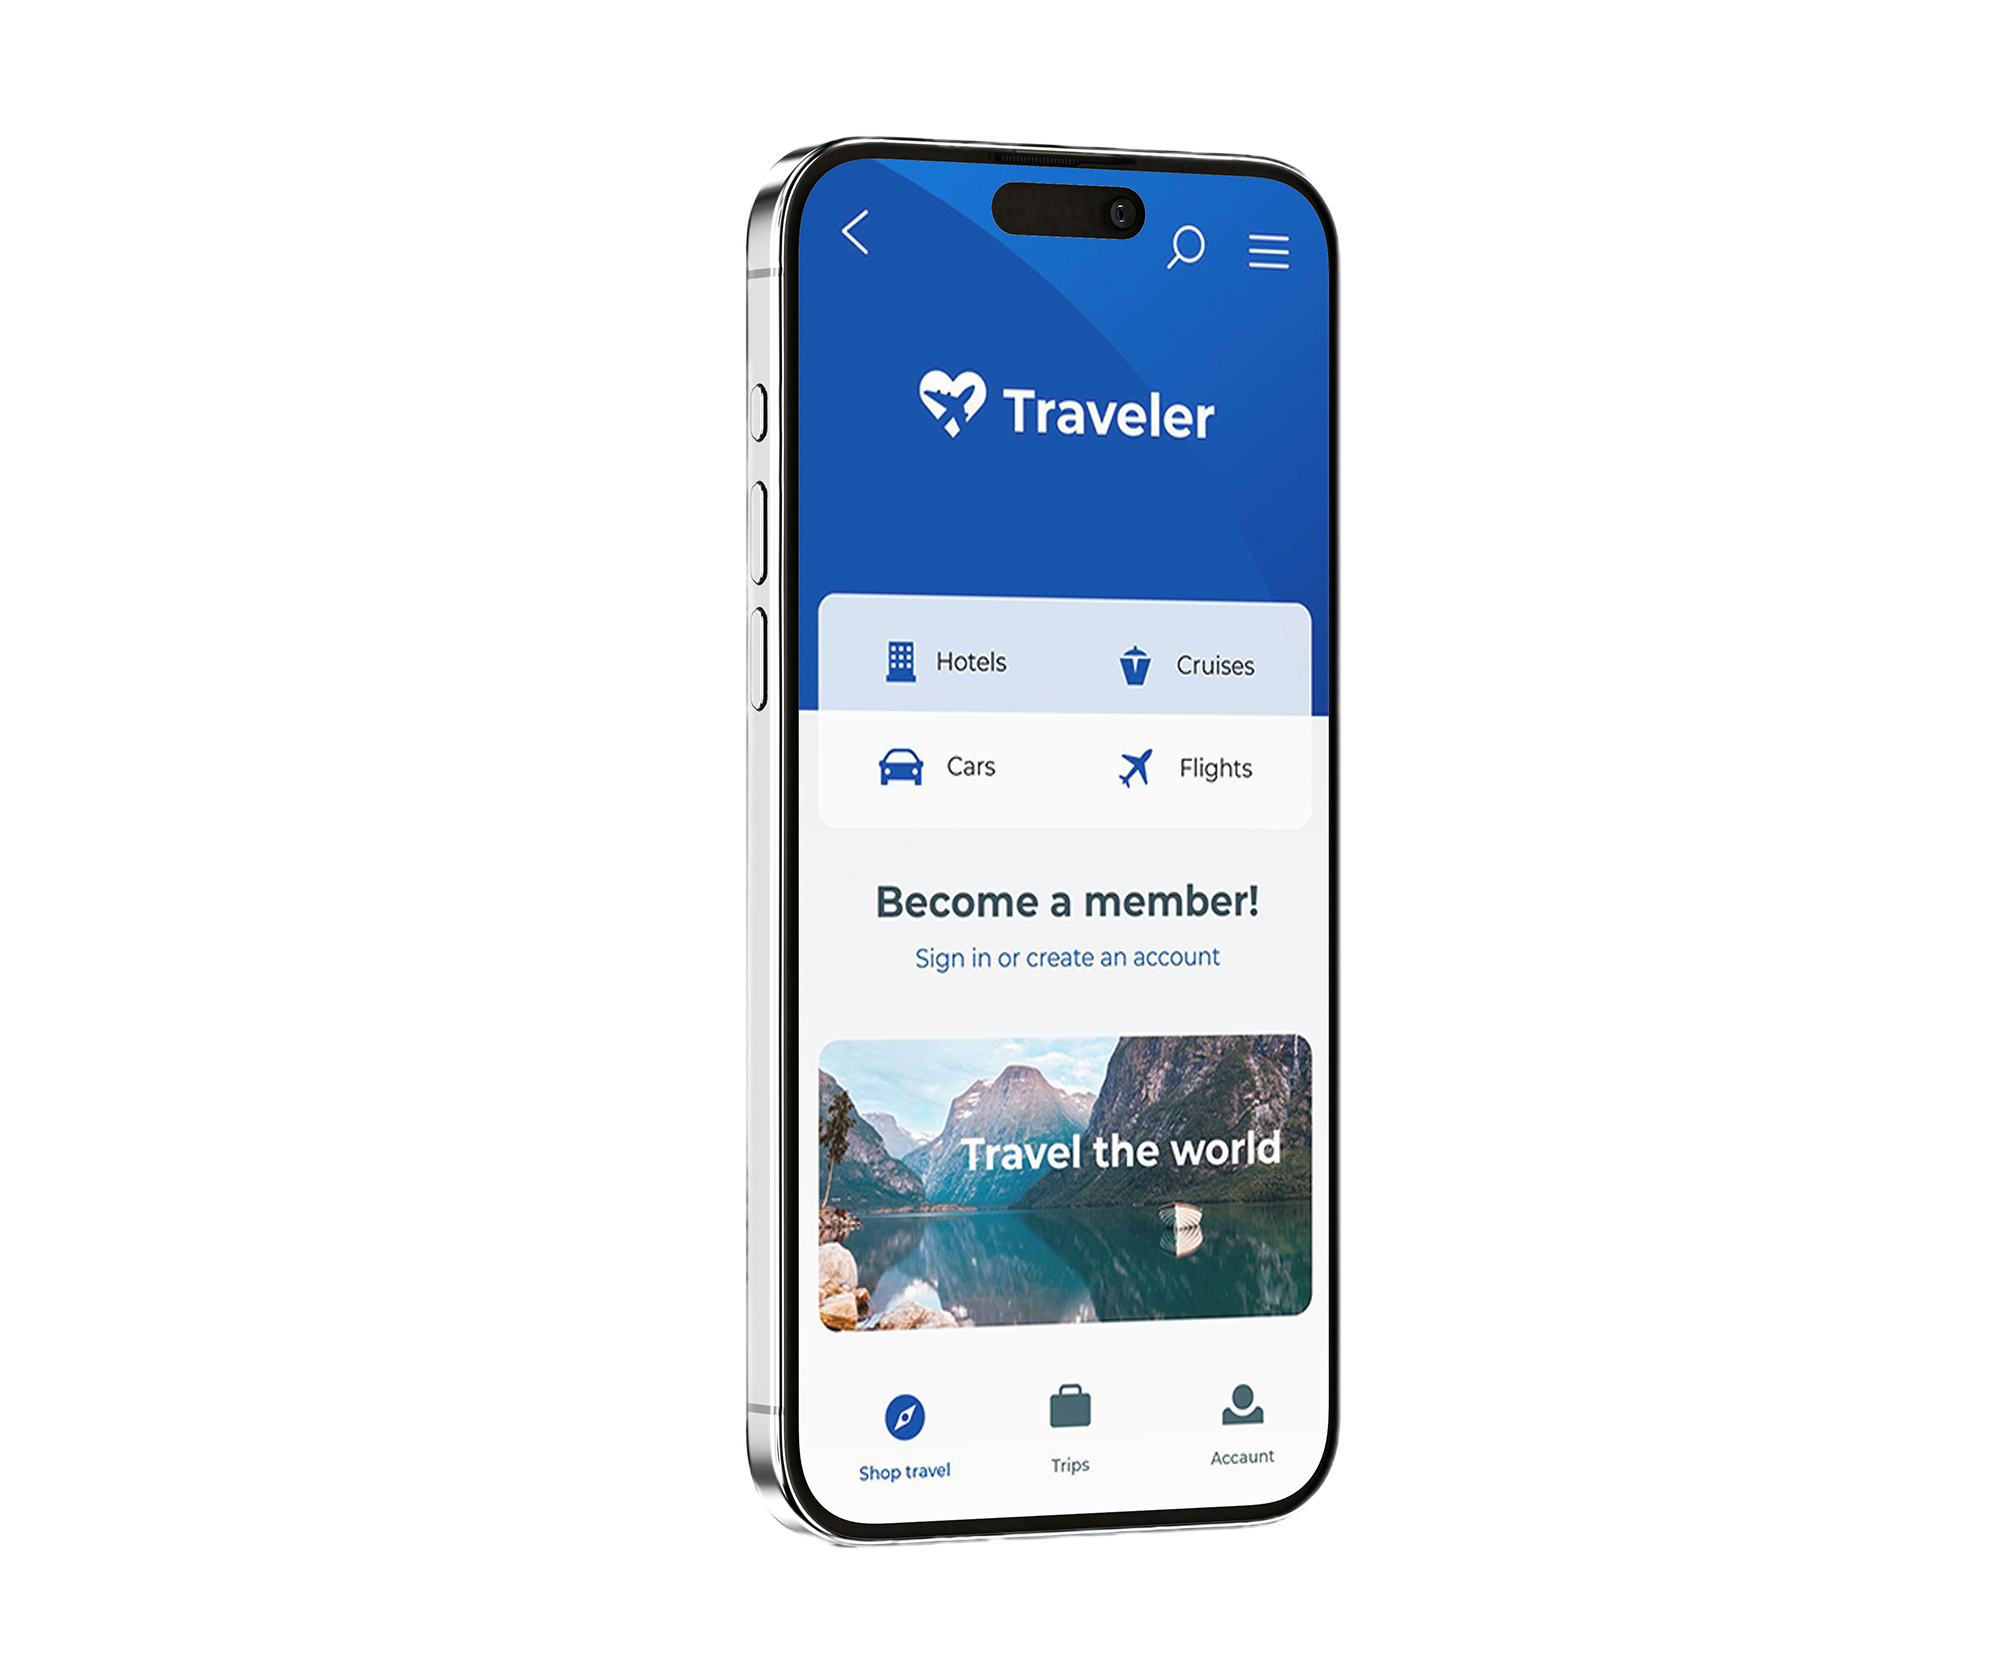 Traveler
Hotels
Cruises
Cars
Flights
Become a member!
Sign in or create an account
Travel the world
Shop travel
Trips
Accaunt